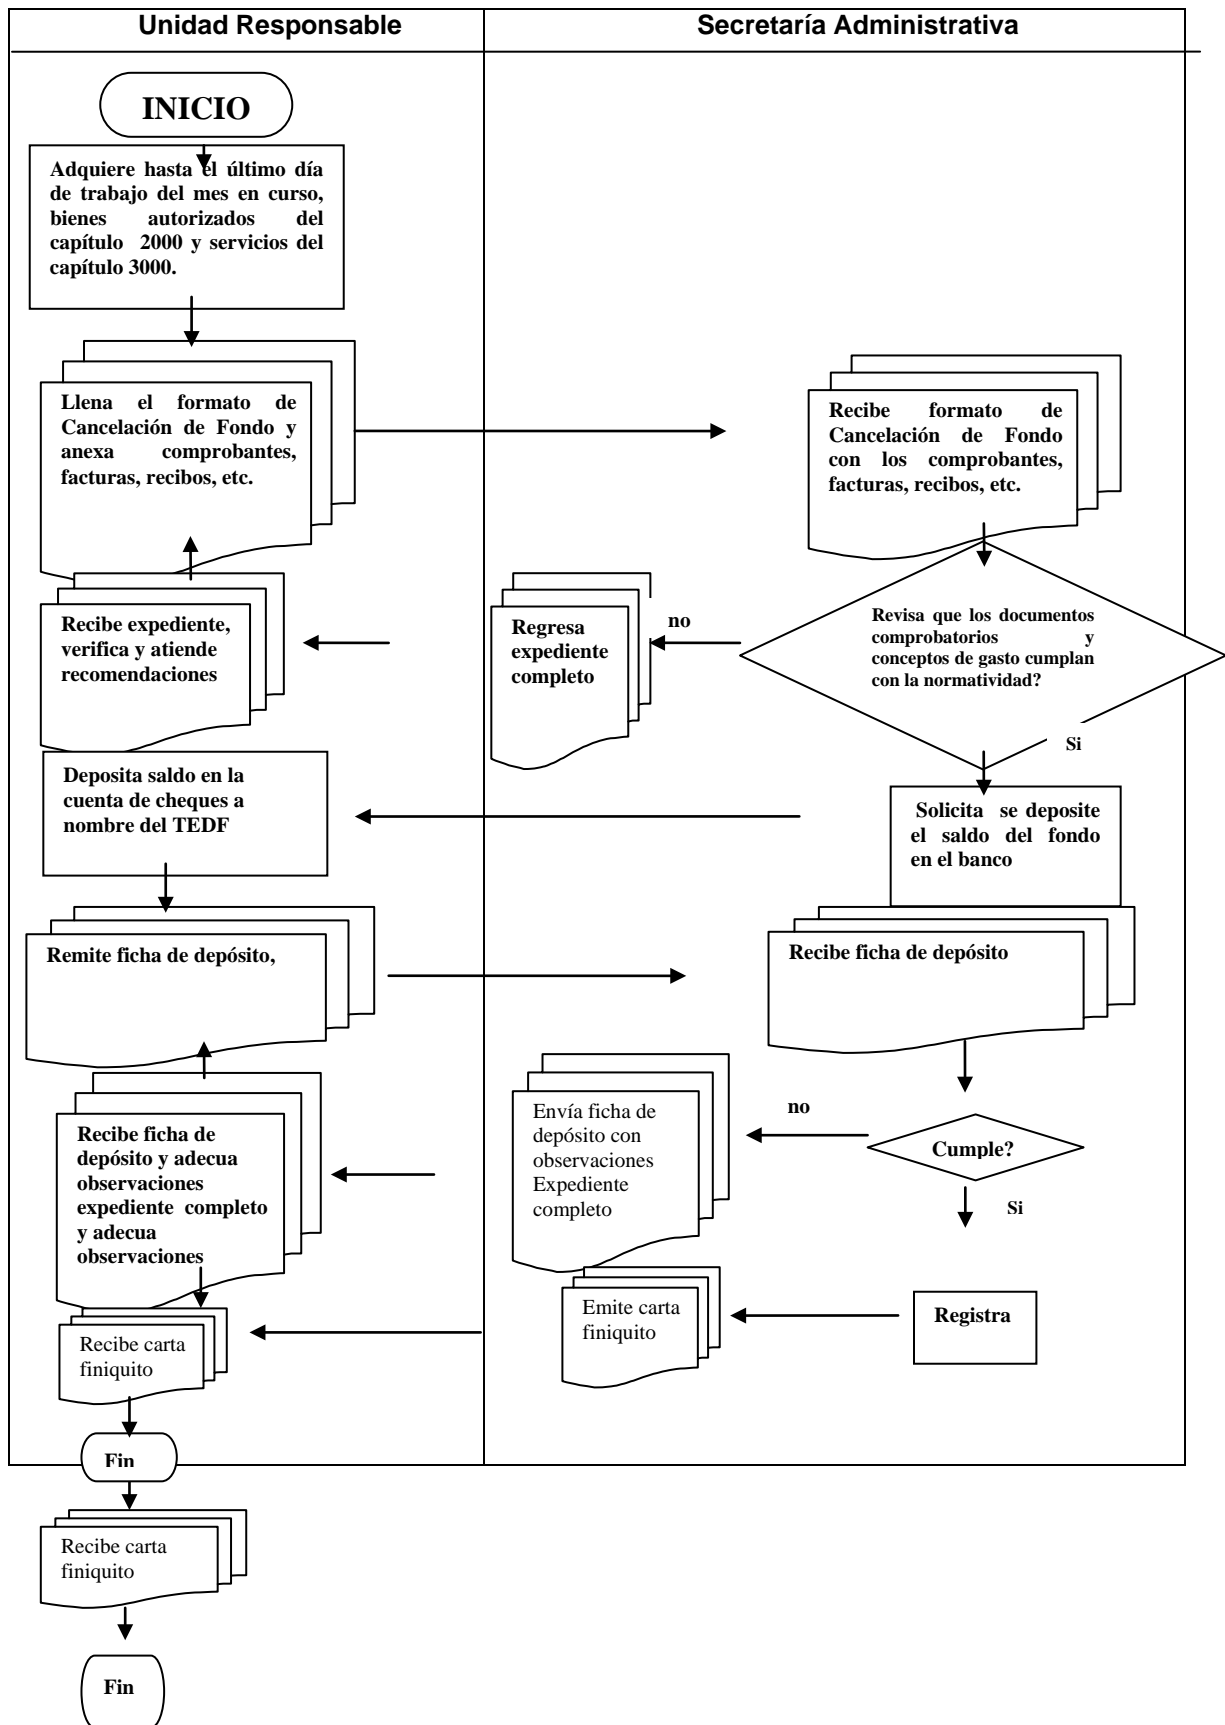 Unidad Responsable
Secretaría Administrativa
INICIO
Adquiere hasta el último día
de trabajo del mes en curso,
bienes autorizados del
capítulo 2000 y servicios del
capítulo 3000.
Llena el formato de
Cancelación de Fondo y
anexa comprobantes,
facturas, recibos, etc.
Recibe formato de
Cancelación de Fondo
con los comprobantes,
facturas, recibos, etc.
Revisa que los documentos
comprobatorios y
conceptos de gasto cumplan
con la normatividad?
no
Regresa
expediente
completo
Recibe expediente,
verifica y atiende
recomendaciones
Si
Solicita se deposite
el saldo del fondo
en el banco
Deposita saldo en la
cuenta de cheques a
nombre del TEDF
Remite ficha de depósito,
Recibe ficha de depósito
Cumple?
no
Envía ficha de
depósito con
observaciones
Expediente
completo
Recibe ficha de
depósito y adecua
observaciones
expediente completo
y adecua
observaciones
Si
Registra
Emite carta
finiquito
Recibe carta
finiquito
Fin
Recibe carta
finiquito
Fin